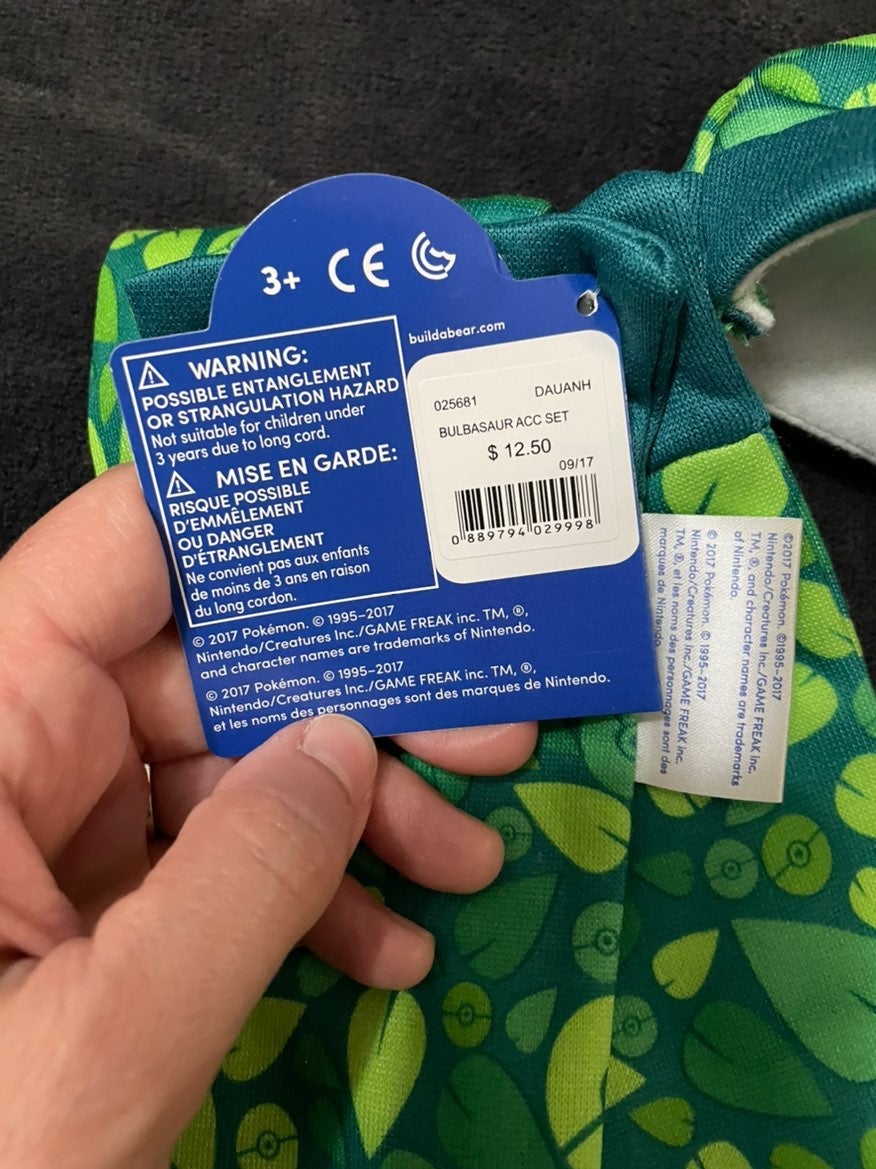 3+ CE
buildabear.com
WARNING:
POSSIBLE ENTANGLEMENT
OR STRANGULATION HAZARD
Not suitable for children under
3 years due to long cord.
MISE EN GARDE:
RISQUE POSSIBLE
D'EMMÊLEMENT
OU DANGER
D'ÉTRANGLEMENT
Ne convient pas aux enfants
de moins de 3 ans en raison
du long cordon.
025681 DAUANH
BULBASAUR ACC SET
$ 12.50
09/17
0 889794 029998
© 2017 Pokémon. © 1995-2017
Nintendo/Creatures Inc./GAME FREAK inc. TM, ®,
and character names are trademarks of Nintendo.
© 2017 Pokémon. © 1995-2017
Nintendo/Creatures Inc./GAME FREAK inc. TM, ®,
et les noms des personnages sont des marques de Nintendo.
©2017 Pokémon. ©1995-2017
Nintendo/Creatures Inc./GAME FREAK inc.
TM, ®, and character names are trademarks
of Nintendo.
© 2017 Pokémon. © 1995-2017
Nintendo/Creatures Inc./GAME FREAK inc.
TM, ®, et les noms des personnages sont des
marques de Nintendo.